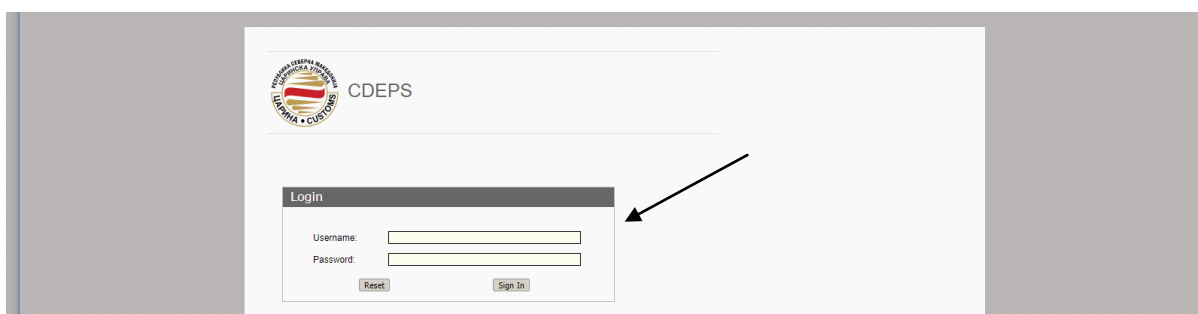 РЕПУБЛИКА СЕВЕРНА МАКЕДОНИЈА
ЦАРИНСКА УПРАВА
ЦАРИНА • CUSTOMS
CDEPS
Login
Username:
Password:
Reset
Sign In